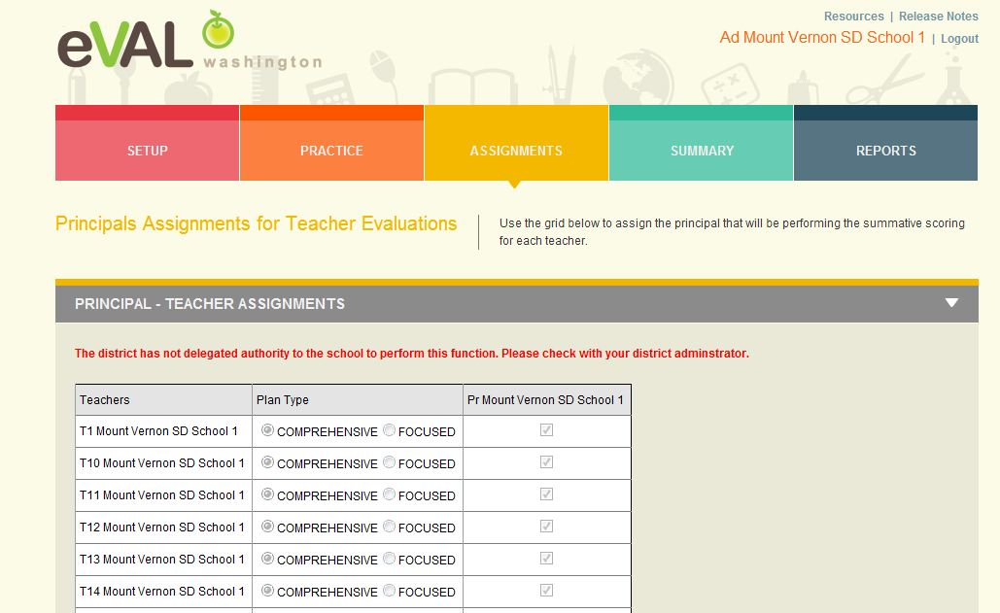 Resources | Release Notes
eVAL washington
Ad Mount Vernon SD School 1 | Logout
SETUP PRACTICE ASSIGNMENTS SUMMARY REPORTS
Principals Assignments for Teacher Evaluations
Use the grid below to assign the principal that will be performing the summative scoring
for each teacher.
PRINCIPAL - TEACHER ASSIGNMENTS
The district has not delegated authority to the school to perform this function. Please check with your district adminstrator.
Teachers Plan Type Pr Mount Vernon SD School 1
T1 Mount Vernon SD School 1 COMPREHENSIVE FOCUSED
T10 Mount Vernon SD School 1 COMPREHENSIVE FOCUSED
T11 Mount Vernon SD School 1 COMPREHENSIVE FOCUSED
T12 Mount Vernon SD School 1 COMPREHENSIVE FOCUSED
T13 Mount Vernon SD School 1 COMPREHENSIVE FOCUSED
T14 Mount Vernon SD School 1 COMPREHENSIVE FOCUSED